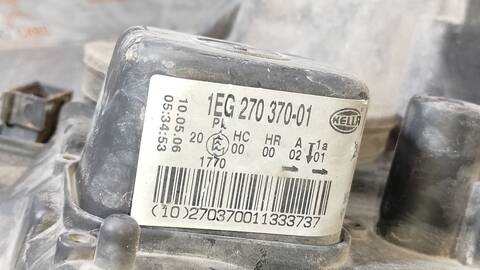 1EG 270 370-01
HELLA
10.05.06
05:34:53
PL
20 HC HR A 1a
00 00 02 01
1770
(10)270370011333737